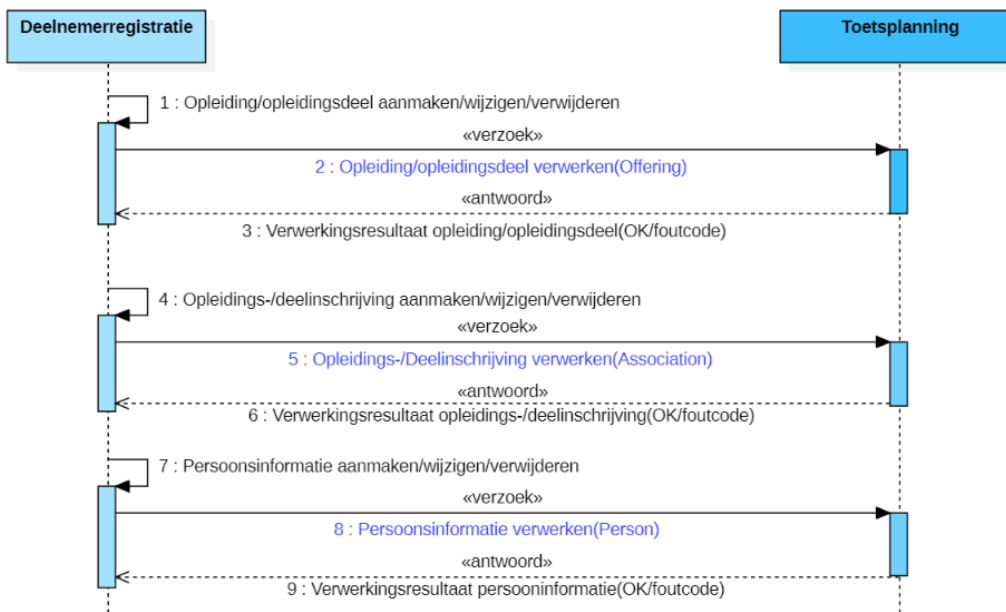 Deelnemerregistratie
Toetsplanning
1 : Opleiding/opleidingsdeel aanmaken/wijzigen/verwijderen
«verzoek»
2 : Opleiding/opleidingsdeel verwerken(Offering)
«antwoord»
3 : Verwerkingsresultaat opleiding/opleidingsdeel(OK/foutcode)
4 : Opleidings-/deelinschrijving aanmaken/wijzigen/verwijderen
«verzoek»
5 : Opleidings-/Deelinschrijving verwerken(Association)
«antwoord»
6 : Verwerkingsresultaat opleidings-/deelinschrijving(OK/foutcode)
7 : Persoonsinformatie aanmaken/wijzigen/verwijderen
«verzoek»
8 : Persoonsinformatie verwerken(Person)
«antwoord»
9 : Verwerkingsresultaat persooninformatie(OK/foutcode)